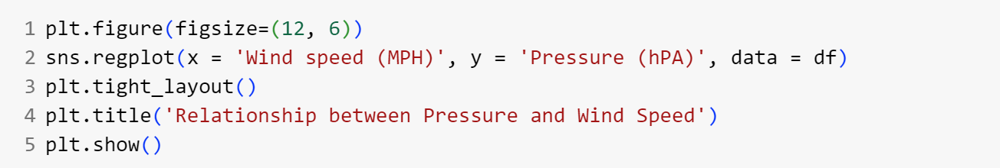 1 plt.figure(figsize=(12, 6))
2 sns.regplot(x = 'Wind speed (MPH)', y = 'Pressure (hPA)', data = df)
3 plt.tight_layout()
4 plt.title('Relationship between Pressure and Wind Speed')
5 plt.show()